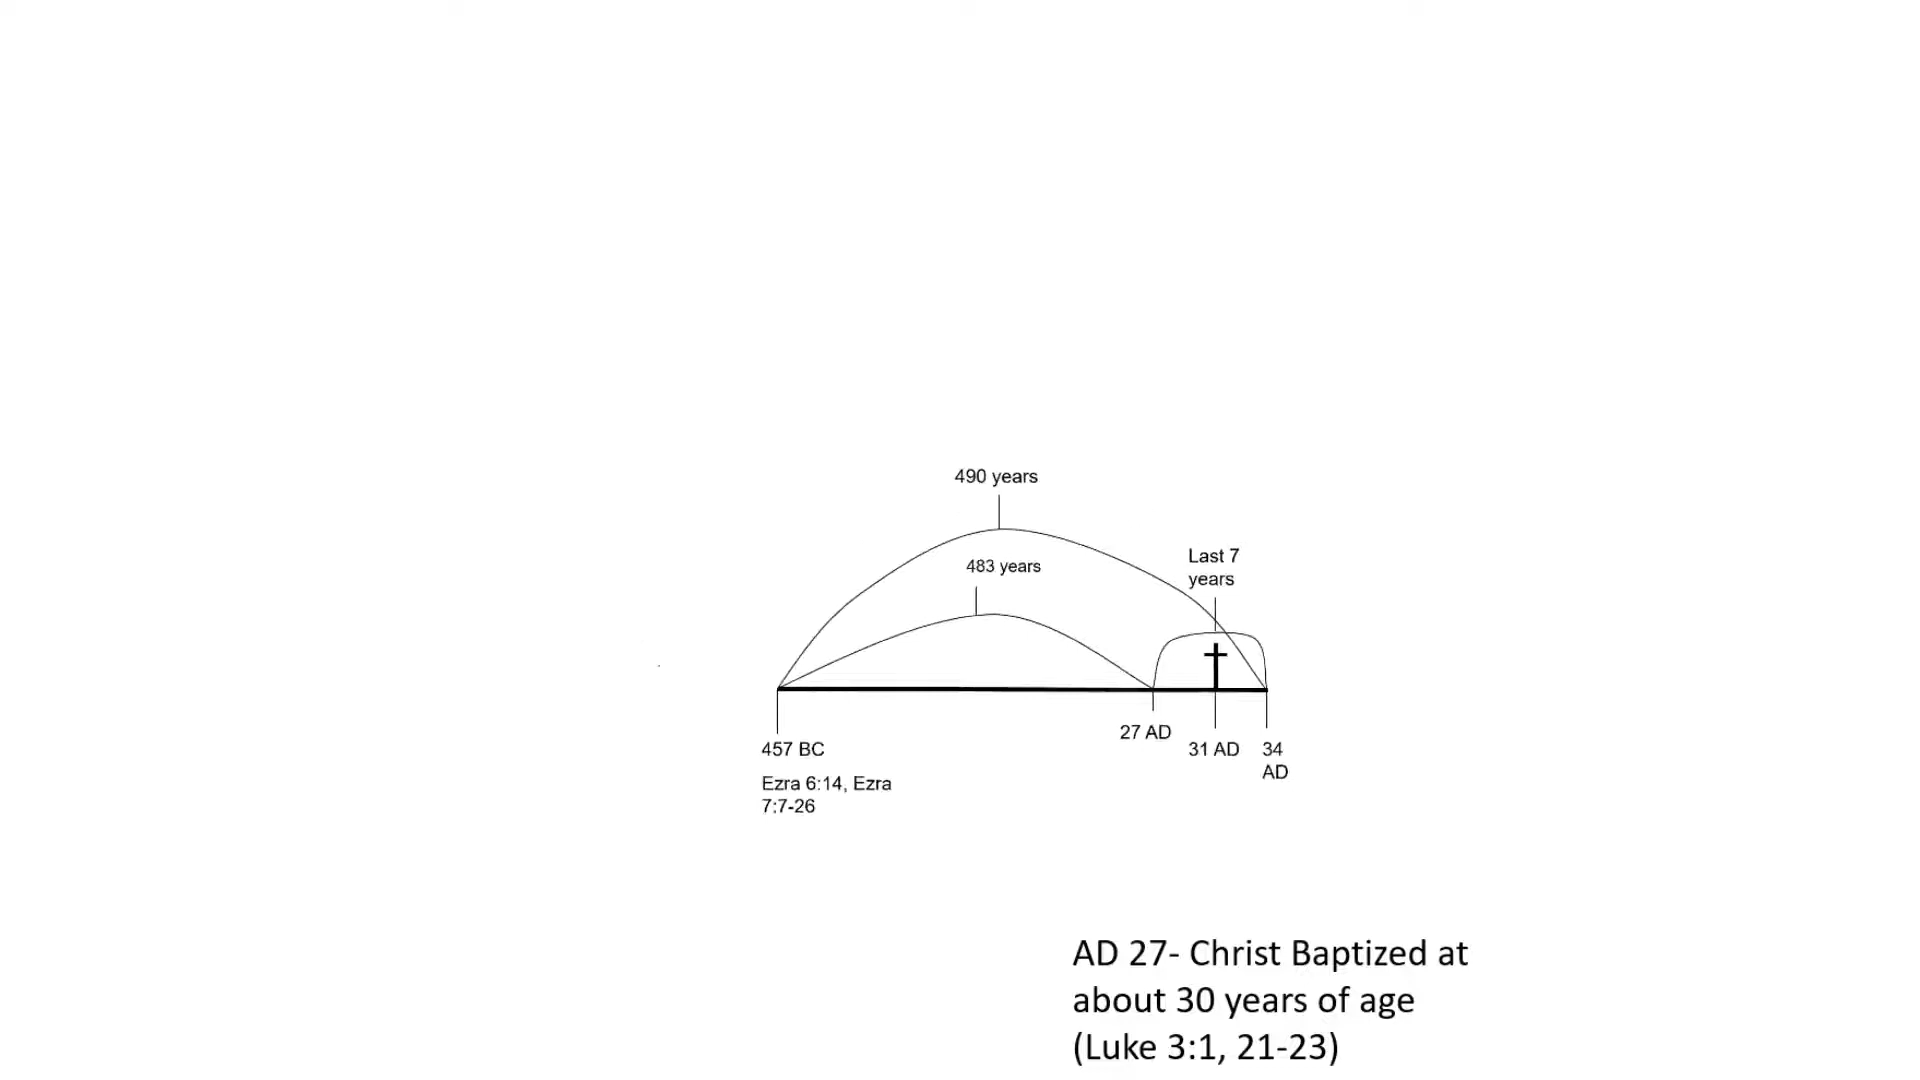 490 years
483 years
Last 7
years
27 AD
457 BC
31 AD
34
AD
Ezra 6:14, Ezra
7:7-26
AD 27- Christ Baptized at
about 30 years of age
(Luke 3:1, 21-23)